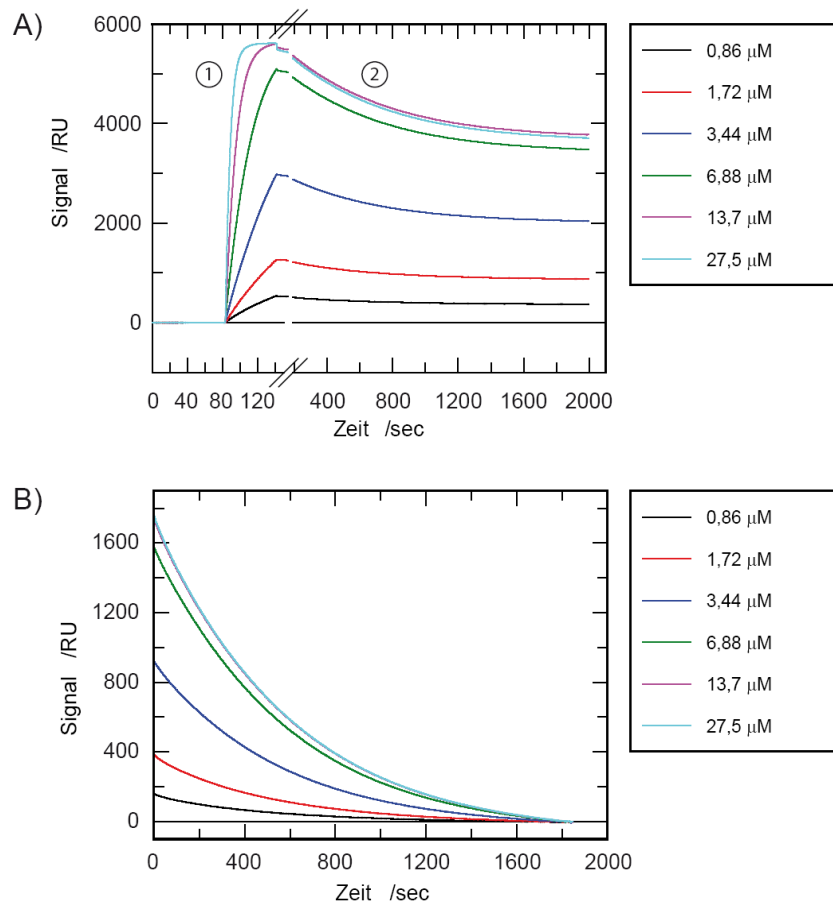 A)
6000
4000
2000
0
Signal /RU
1
2
0 40 80 120 400 800 1200 1600 2000
Zeit /sec
0,86 µM
1,72 µM
3,44 µM
6,88 µM
13,7 µM
27,5 µM
B)
1600
1200
800
400
0
Signal /RU
0 400 800 1200 1600 2000
Zeit /sec
0,86 µM
1,72 µM
3,44 µM
6,88 µM
13,7 µM
27,5 µM